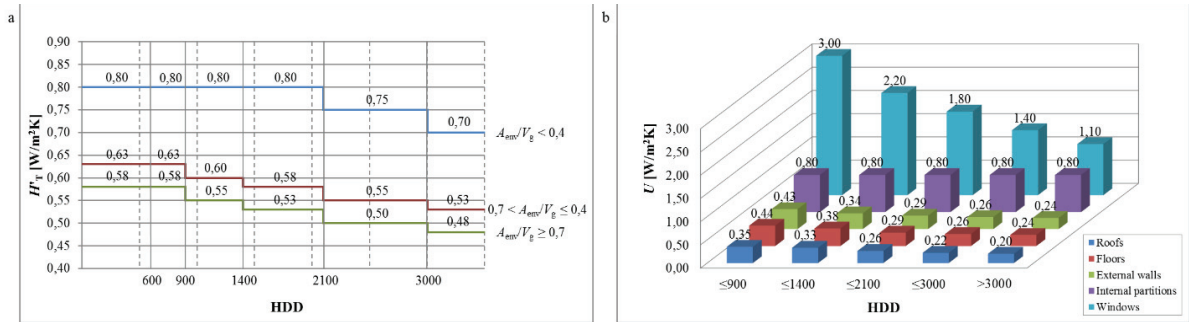 a
0,90
0,85
0,80
0,75
0,70
0,65
0,60
0,55
0,50
0,45
0,40
H'T [W/m²K]
0,80 0,80 0,80 0,80
0,75
0,70
Aenv/Vg < 0,4
0,63 0,63
0,60
0,58
0,55
0,53
0,7 < Aenv/Vg ≤ 0,4
0,58 0,58
0,55
0,53
0,50
0,48
Aenv/Vg ≥ 0,7
600 900 1400 2100 3000
HDD
b
3,00
2,20
1,80
1,40
1,10
0,80 0,80 0,80 0,80 0,80
0,43 0,34 0,29 0,26 0,24
0,44 0,38 0,29 0,26 0,24
0,35 0,33 0,26 0,22 0,20
3,00
2,50
2,00
1,50
1,00
0,50
0,00
U [W/m²K]
≤900 ≤1400 ≤2100 ≤3000 >3000
HDD
Roofs
Floors
External walls
Internal partitions
Windows